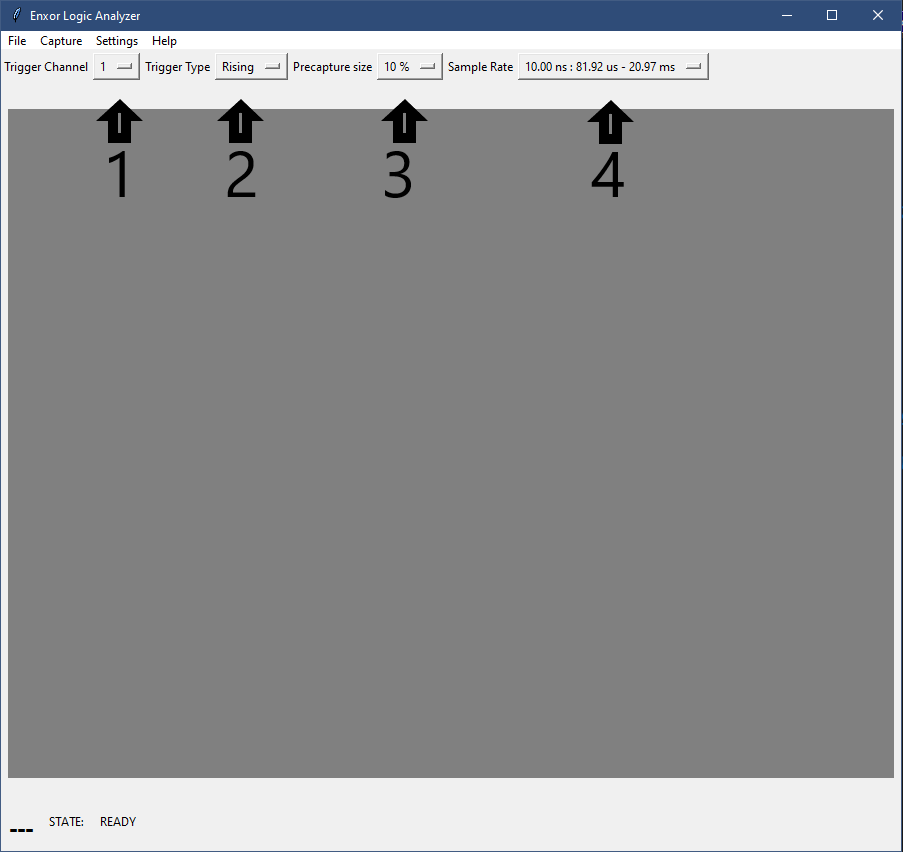 Enxor Logic Analyzer
File Capture Settings Help
Trigger Channel 1 Trigger Type Rising Precapture size 10 % Sample Rate 10.00 ns : 81.92 us - 20.97 ms
1 2 3 4
--- STATE: READY